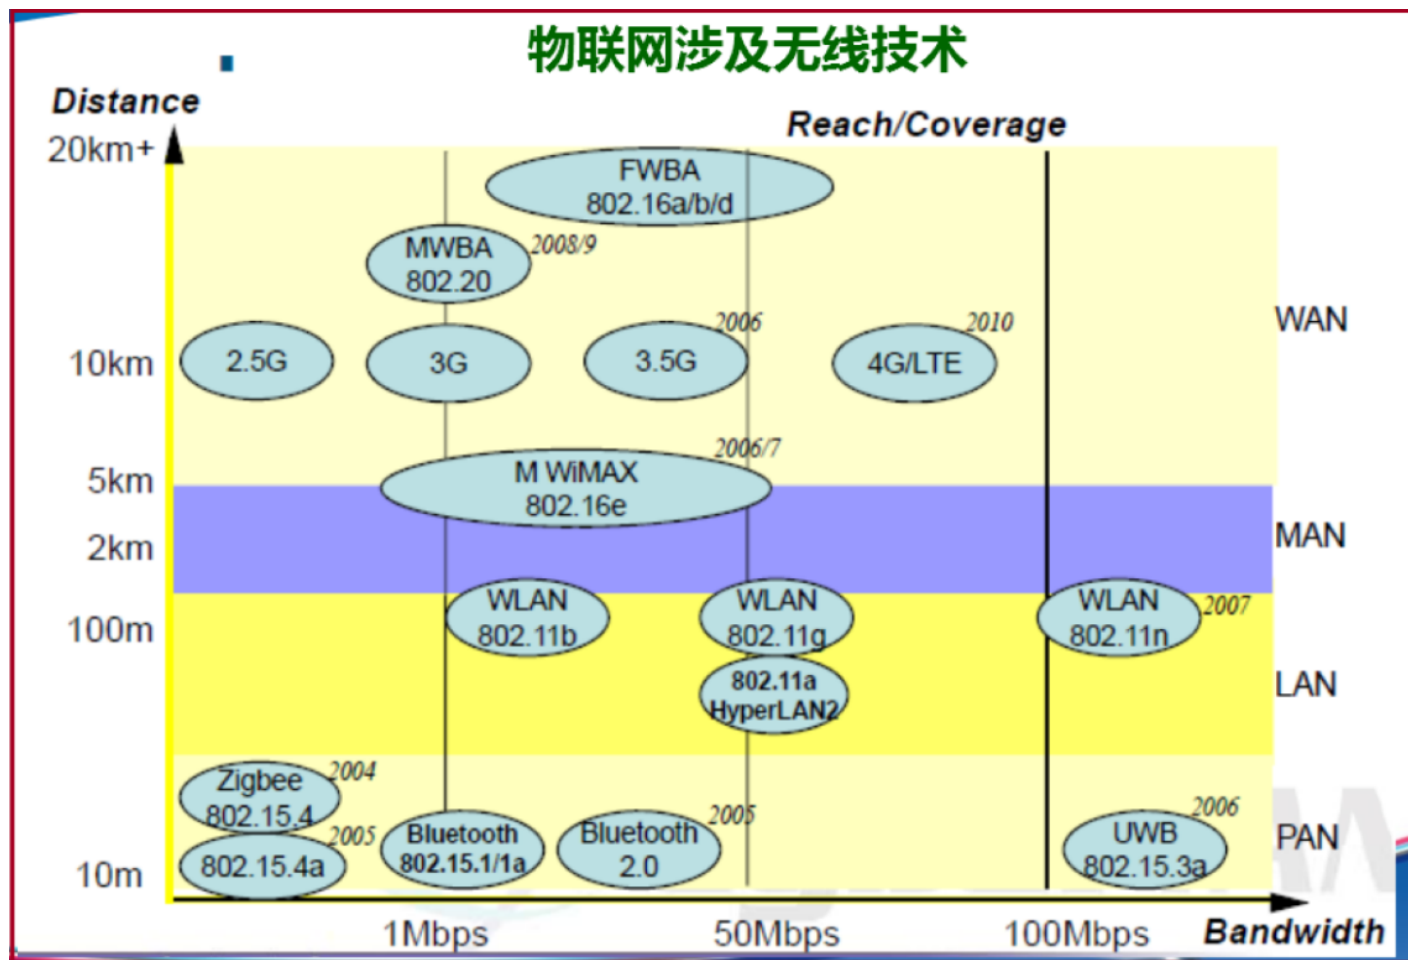 物联网涉及无线技术
Distance
Reach/Coverage
20km+
FWBA
802.16a/b/d
MWBA
802.20
2008/9
WAN
10km
2.5G
3G
3.5G
2006
4G/LTE
2010
5km
M WiMAX
802.16e
2006/7
MAN
2km
100m
WLAN
802.11b
WLAN
802.11g
WLAN
802.11n
2007
802.11a
HyperLAN2
LAN
Zigbee
802.15.4
2004
802.15.4a
2005
Bluetooth
802.15.1/1a
Bluetooth
2.0
2005
UWB
802.15.3a
2006
PAN
10m
1Mbps
50Mbps
100Mbps
Bandwidth